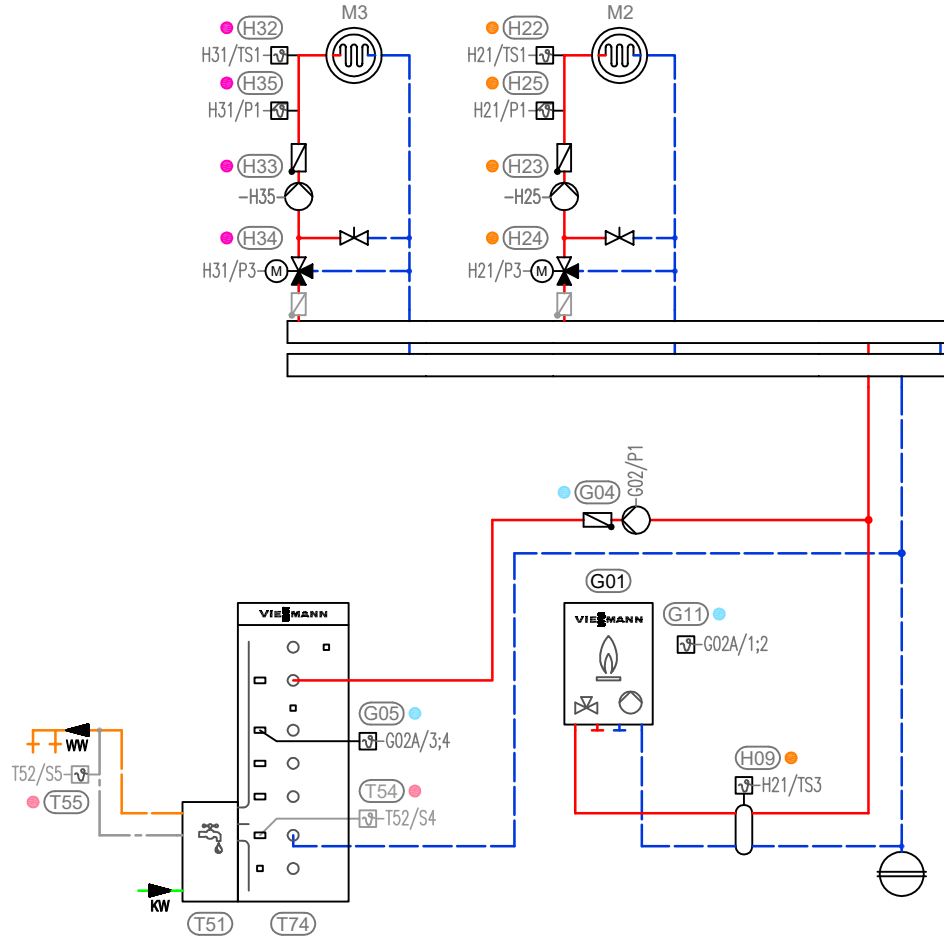 M3
M2
H32
H22
H31/TS1
H21/TS1
H35
H25
H31/P1
H21/P1
H33
H23
H35
H25
H34
H24
H31/P3
M
H21/P3
M
G02/P1
G04
G01
VIESMANN
VIESMANN
G11
G02A/1;2
G05
G02A/3;4
WW
T52/S5
T55
H09
H21/TS3
T54
T52/S4
KW
T51
T74